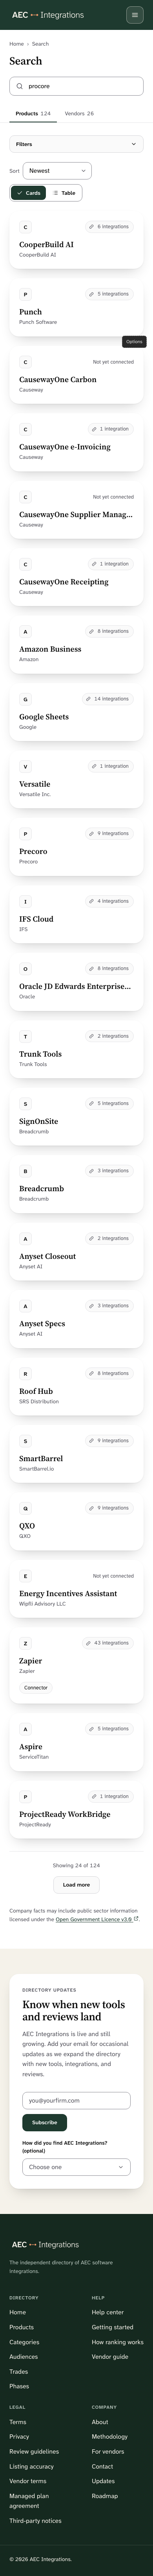 AEC Integrations
Home › Search
Search
procore
Products 124 Vendors 26
Filters
Sort Newest
Cards Table
C 6 integrations
CooperBuild AI
CooperBuild AI
P 5 integrations
Punch
Punch Software
Options
C Not yet connected
CausewayOne Carbon
Causeway
C 1 integration
CausewayOne e-Invoicing
Causeway
C Not yet connected
CausewayOne Supplier Manag...
Causeway
C 1 integration
CausewayOne Receipting
Causeway
A 8 integrations
Amazon Business
Amazon
G 14 integrations
Google Sheets
Google
V 1 integration
Versatile
Versatile Inc.
P 9 integrations
Precoro
Precoro
I 4 integrations
IFS Cloud
IFS
O 8 integrations
Oracle JD Edwards Enterprise...
Oracle
T 2 integrations
Trunk Tools
Trunk Tools
S 5 integrations
SignOnSite
Breadcrumb
B 3 integrations
Breadcrumb
Breadcrumb
A 2 integrations
Anyset Closeout
Anyset AI
A 3 integrations
Anyset Specs
Anyset AI
R 8 integrations
Roof Hub
SRS Distribution
S 9 integrations
SmartBarrel
SmartBarrel.io
Q 9 integrations
QXO
QXO
E Not yet connected
Energy Incentives Assistant
Wipfli Advisory LLC
Z 43 integrations
Zapier
Zapier
Connector
A 5 integrations
Aspire
ServiceTitan
P 1 integration
ProjectReady WorkBridge
ProjectReady
Showing 24 of 124
Load more
Company facts may include public sector information
licensed under the Open Government Licence v3.0.
DIRECTORY UPDATES
Know when new tools
and reviews land
AEC Integrations is live and still
growing. Add your email for occasional
updates as we expand the directory
with new tools, integrations, and
reviews.
you@yourfirm.com
Subscribe
How did you find AEC Integrations?
(optional)
Choose one
AEC Integrations
The independent directory of AEC software
integrations.
DIRECTORY HELP
Home Help center
Products Getting started
Categories How ranking works
Audiences Vendor guide
Trades
Phases
LEGAL COMPANY
Terms About
Privacy Methodology
Review guidelines For vendors
Listing accuracy Contact
Vendor terms Updates
Managed plan Roadmap
agreement
Third-party notices
© 2026 AEC Integrations.